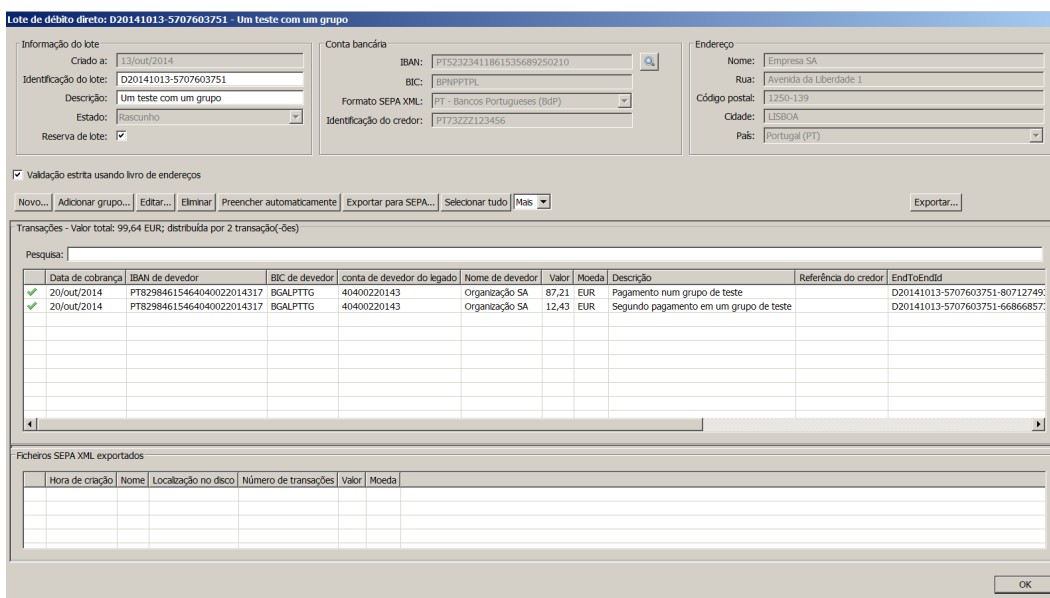 Lote de débito direto: D20141013-5707603751 - Um teste com um grupo
Informação do lote
Criado a: 13/out/2014
Identificação do lote: D20141013-5707603751
Descrição: Um teste com um grupo
Estado: Rascunho
Reserva de lote:
Conta bancária
IBAN: PT52323411861535689250210
BIC: BPNPPTPL
Formato SEPA XML: PT - Bancos Portugueses (BdP)
Identificação do credor: PT73ZZZ123456
Endereço
Nome: Empresa SA
Rua: Avenida da Liberdade 1
Código postal: 1250-139
Cidade: LISBOA
País: Portugal (PT)
Validação estrita usando livro de endereços
Novo... Adicionar grupo... Editar... Eliminar Preencher automaticamente Exportar para SEPA... Selecionar tudo Mais Exportar...
Transações - Valor total: 99,64 EUR; distribuída por 2 transação(-ões)
Pesquisa:
Data de cobrança IBAN de devedor BIC de devedor conta de devedor do legado Nome de devedor Valor Moeda Descrição Referência do credor EndToEndId
20/out/2014 PT82984615464040022014317 BGALPTTG 40400220143 Organização SA 87,21 EUR Pagamento num grupo de teste D20141013-5707603751-80712749
20/out/2014 PT82984615464040022014317 BGALPTTG 40400220143 Organização SA 12,43 EUR Segundo pagamento em um grupo de teste D20141013-5707603751-66866857
Ficheiros SEPA XML exportados
Hora de criação Nome Localização no disco Número de transações Valor Moeda
OK